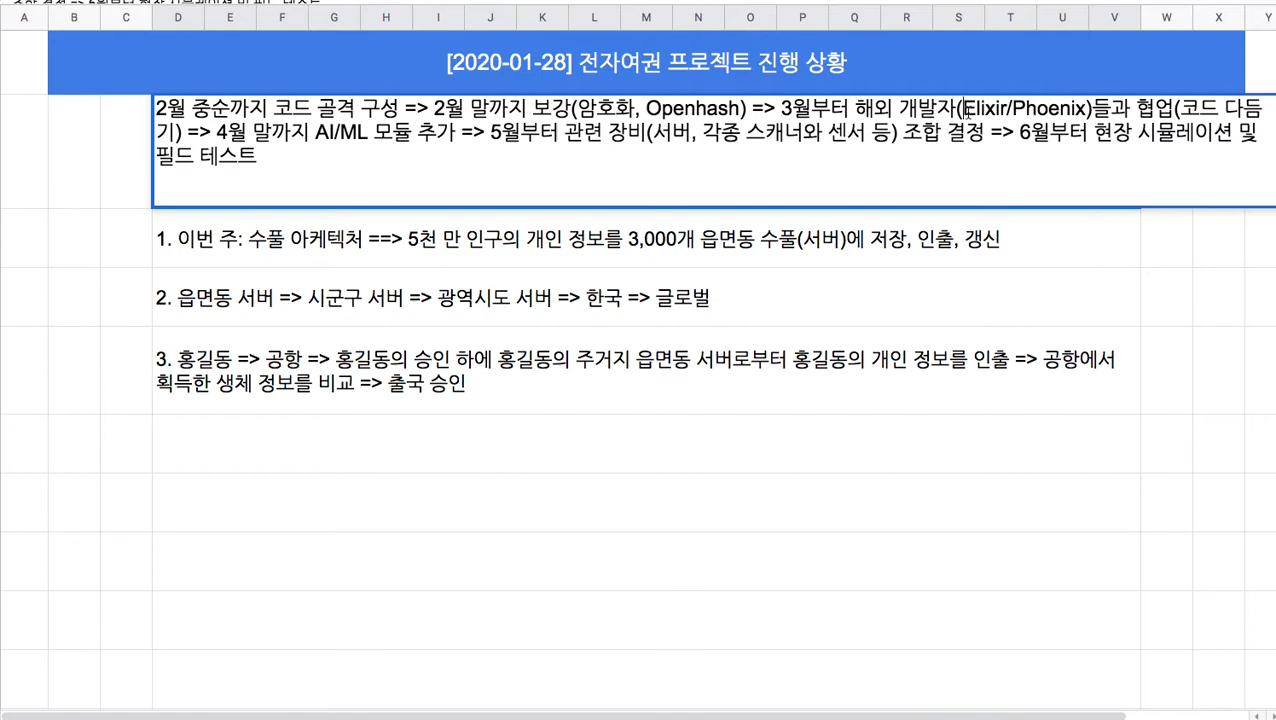 A B C D E F G H I J K L M N O P Q R S T U V W X Y
[2020-01-28] 전자여권 프로젝트 진행 상황
2월 중순까지 코드 골격 구성 => 2월 말까지 보강(암호화, Openhash) => 3월부터 해외 개발자(Elixir/Phoenix)들과 협업(코드 다듬
기) => 4월 말까지 AI/ML 모듈 추가 => 5월부터 관련 장비(서버, 각종 스캐너와 센서 등) 조합 결정 => 6월부터 현장 시뮬레이션 및
필드 테스트
1. 이번 주: 수풀 아케텍처 ==> 5천 만 인구의 개인 정보를 3,000개 읍면동 수풀(서버)에 저장, 인출, 갱신
2. 읍면동 서버 => 시군구 서버 => 광역시도 서버 => 한국 => 글로벌
3. 홍길동 => 공항 => 홍길동의 승인 하에 홍길동의 주거지 읍면동 서버로부터 홍길동의 개인 정보를 인출 => 공항에서
획득한 생체 정보를 비교 => 출국 승인